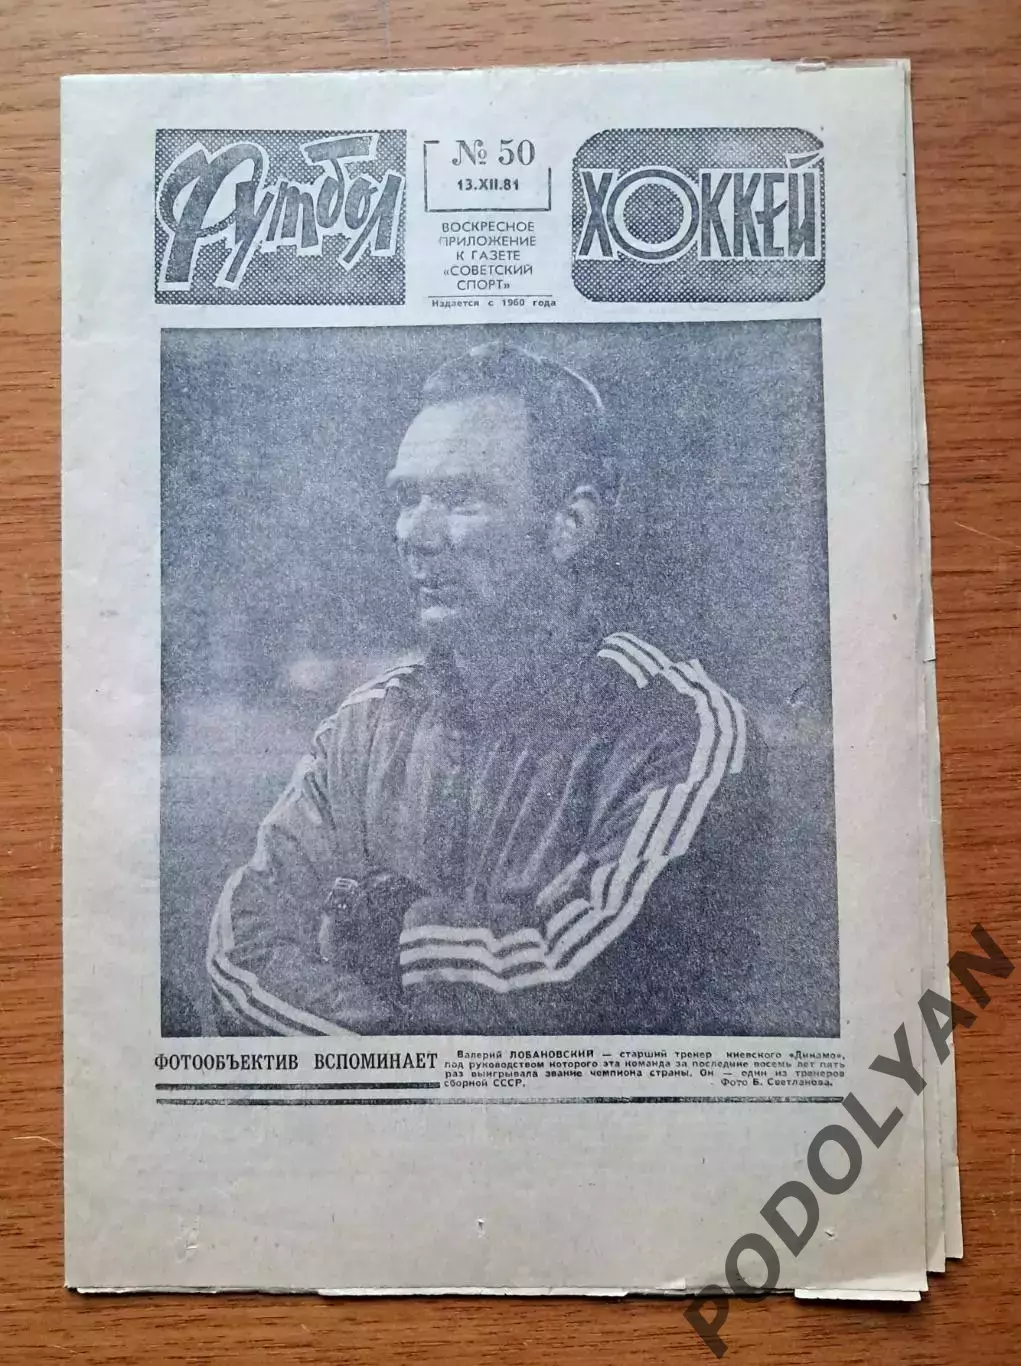 Футбол
№ 50
13.XII.81
ВОСКРЕСНОЕ
ПРИЛОЖЕНИЕ
К ГАЗЕТЕ
«СОВЕТСКИЙ
СПОРТ»
Издается с 1960 года
ХОККЕЙ
ФОТООБЪЕКТИВ ВСПОМИНАЕТ
Валерий ЛОБАНОВСКИЙ — старший тренер киевского «Динамо»,
под руководством которого эта команда за последние восемь лет пять
раз выигрывала звание чемпиона страны. Он — один из тренеров
сборной СССР. Фото Б. Светланова.
PODOLYAN